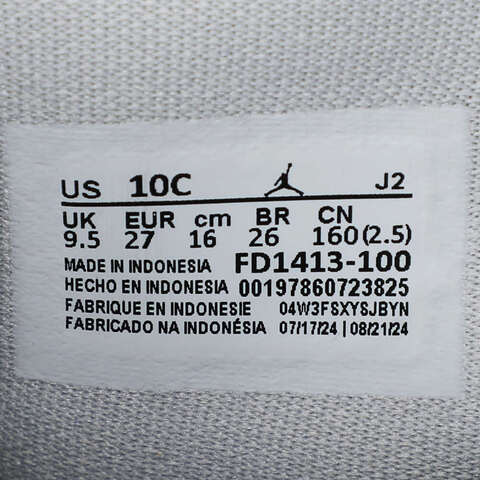 US 10C J2
UK EUR cm BR CN
9.5 27 16 26 160(2.5)
MADE IN INDONESIA FD1413-100
HECHO EN INDONESIA 00197860723825
FABRIQUE EN INDONESIE 04W3FSXYSJBYN
FABRICADO NA INDONÉSIA 07/17/24 | 08/21/24